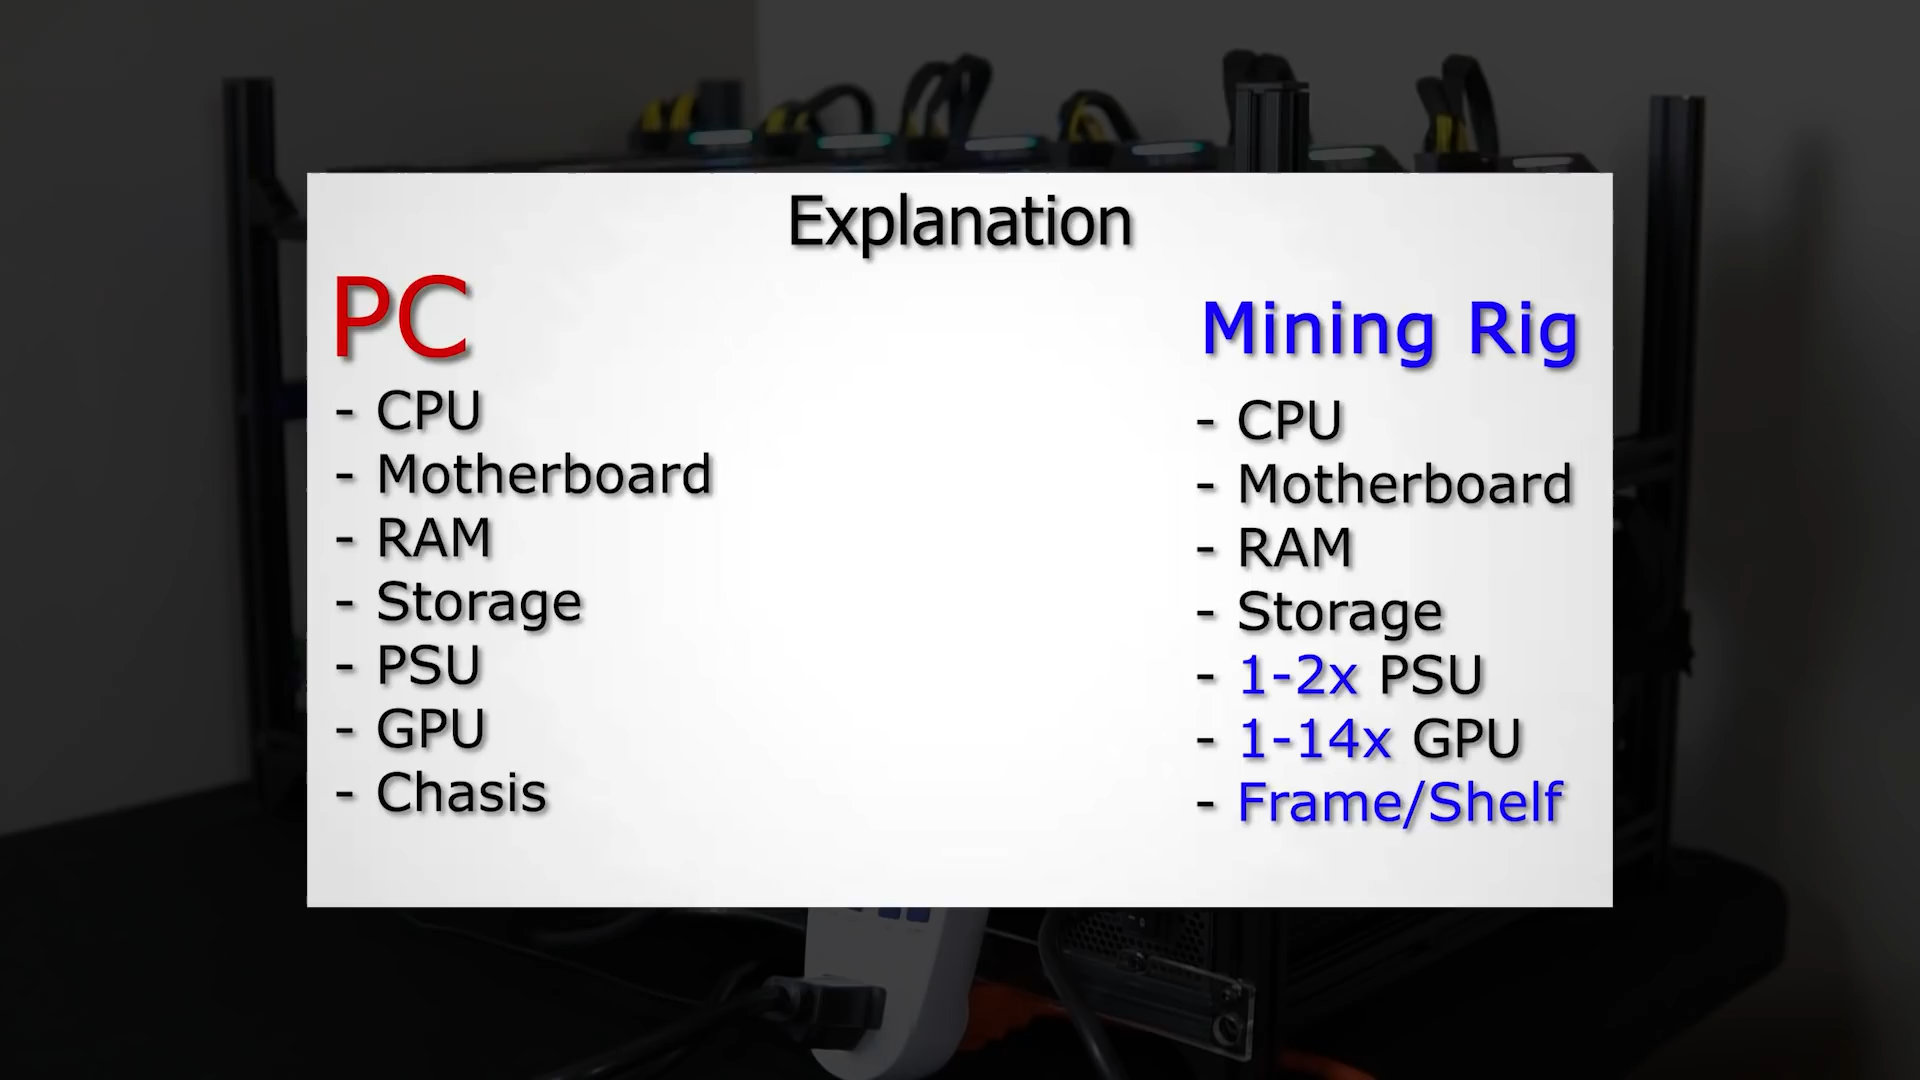 Explanation
PC
- CPU
- Motherboard
- RAM
- Storage
- PSU
- GPU
- Chasis
Mining Rig
- CPU
- Motherboard
- RAM
- Storage
- 1-2x PSU
- 1-14x GPU
- Frame/Shelf